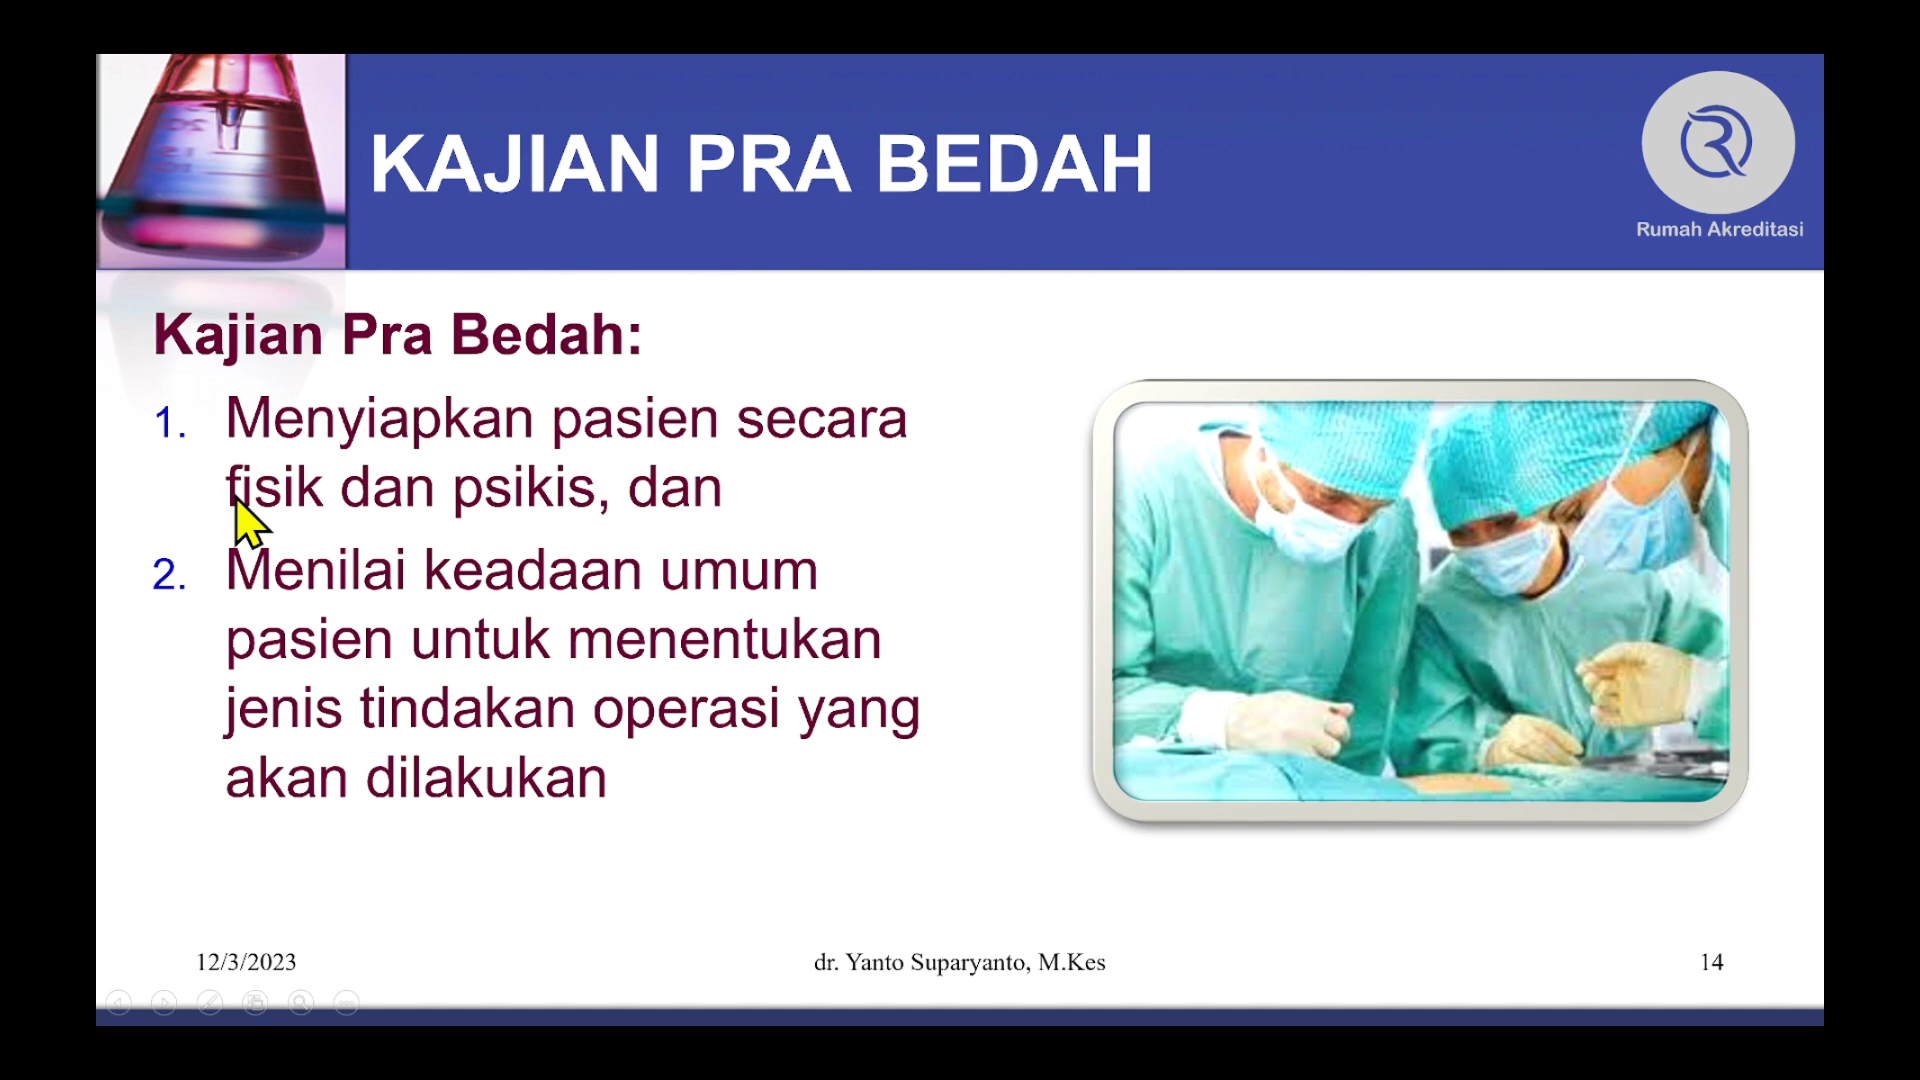 KAJIAN PRA BEDAH
Rumah Akreditasi
Kajian Pra Bedah:
1. Menyiapkan pasien secara
fisik dan psikis, dan
2. Menilai keadaan umum
pasien untuk menentukan
jenis tindakan operasi yang
akan dilakukan
12/3/2023
dr. Yanto Suparyanto, M.Kes
14